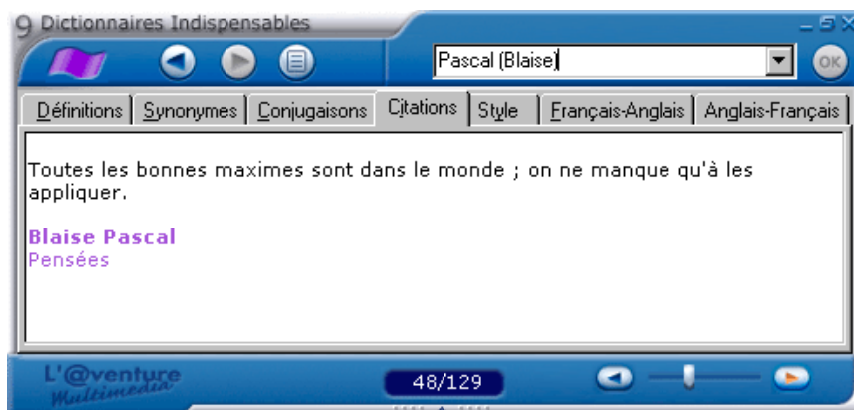 9 Dictionnaires Indispensables
Pascal (Blaise)
OK
Définitions Synonymes Conjugaisons Citations Style Français-Anglais Anglais-Français
Toutes les bonnes maximes sont dans le monde ; on ne manque qu'à les
appliquer.
Blaise Pascal
Pensées
L'@venture
Multimedia
48/129